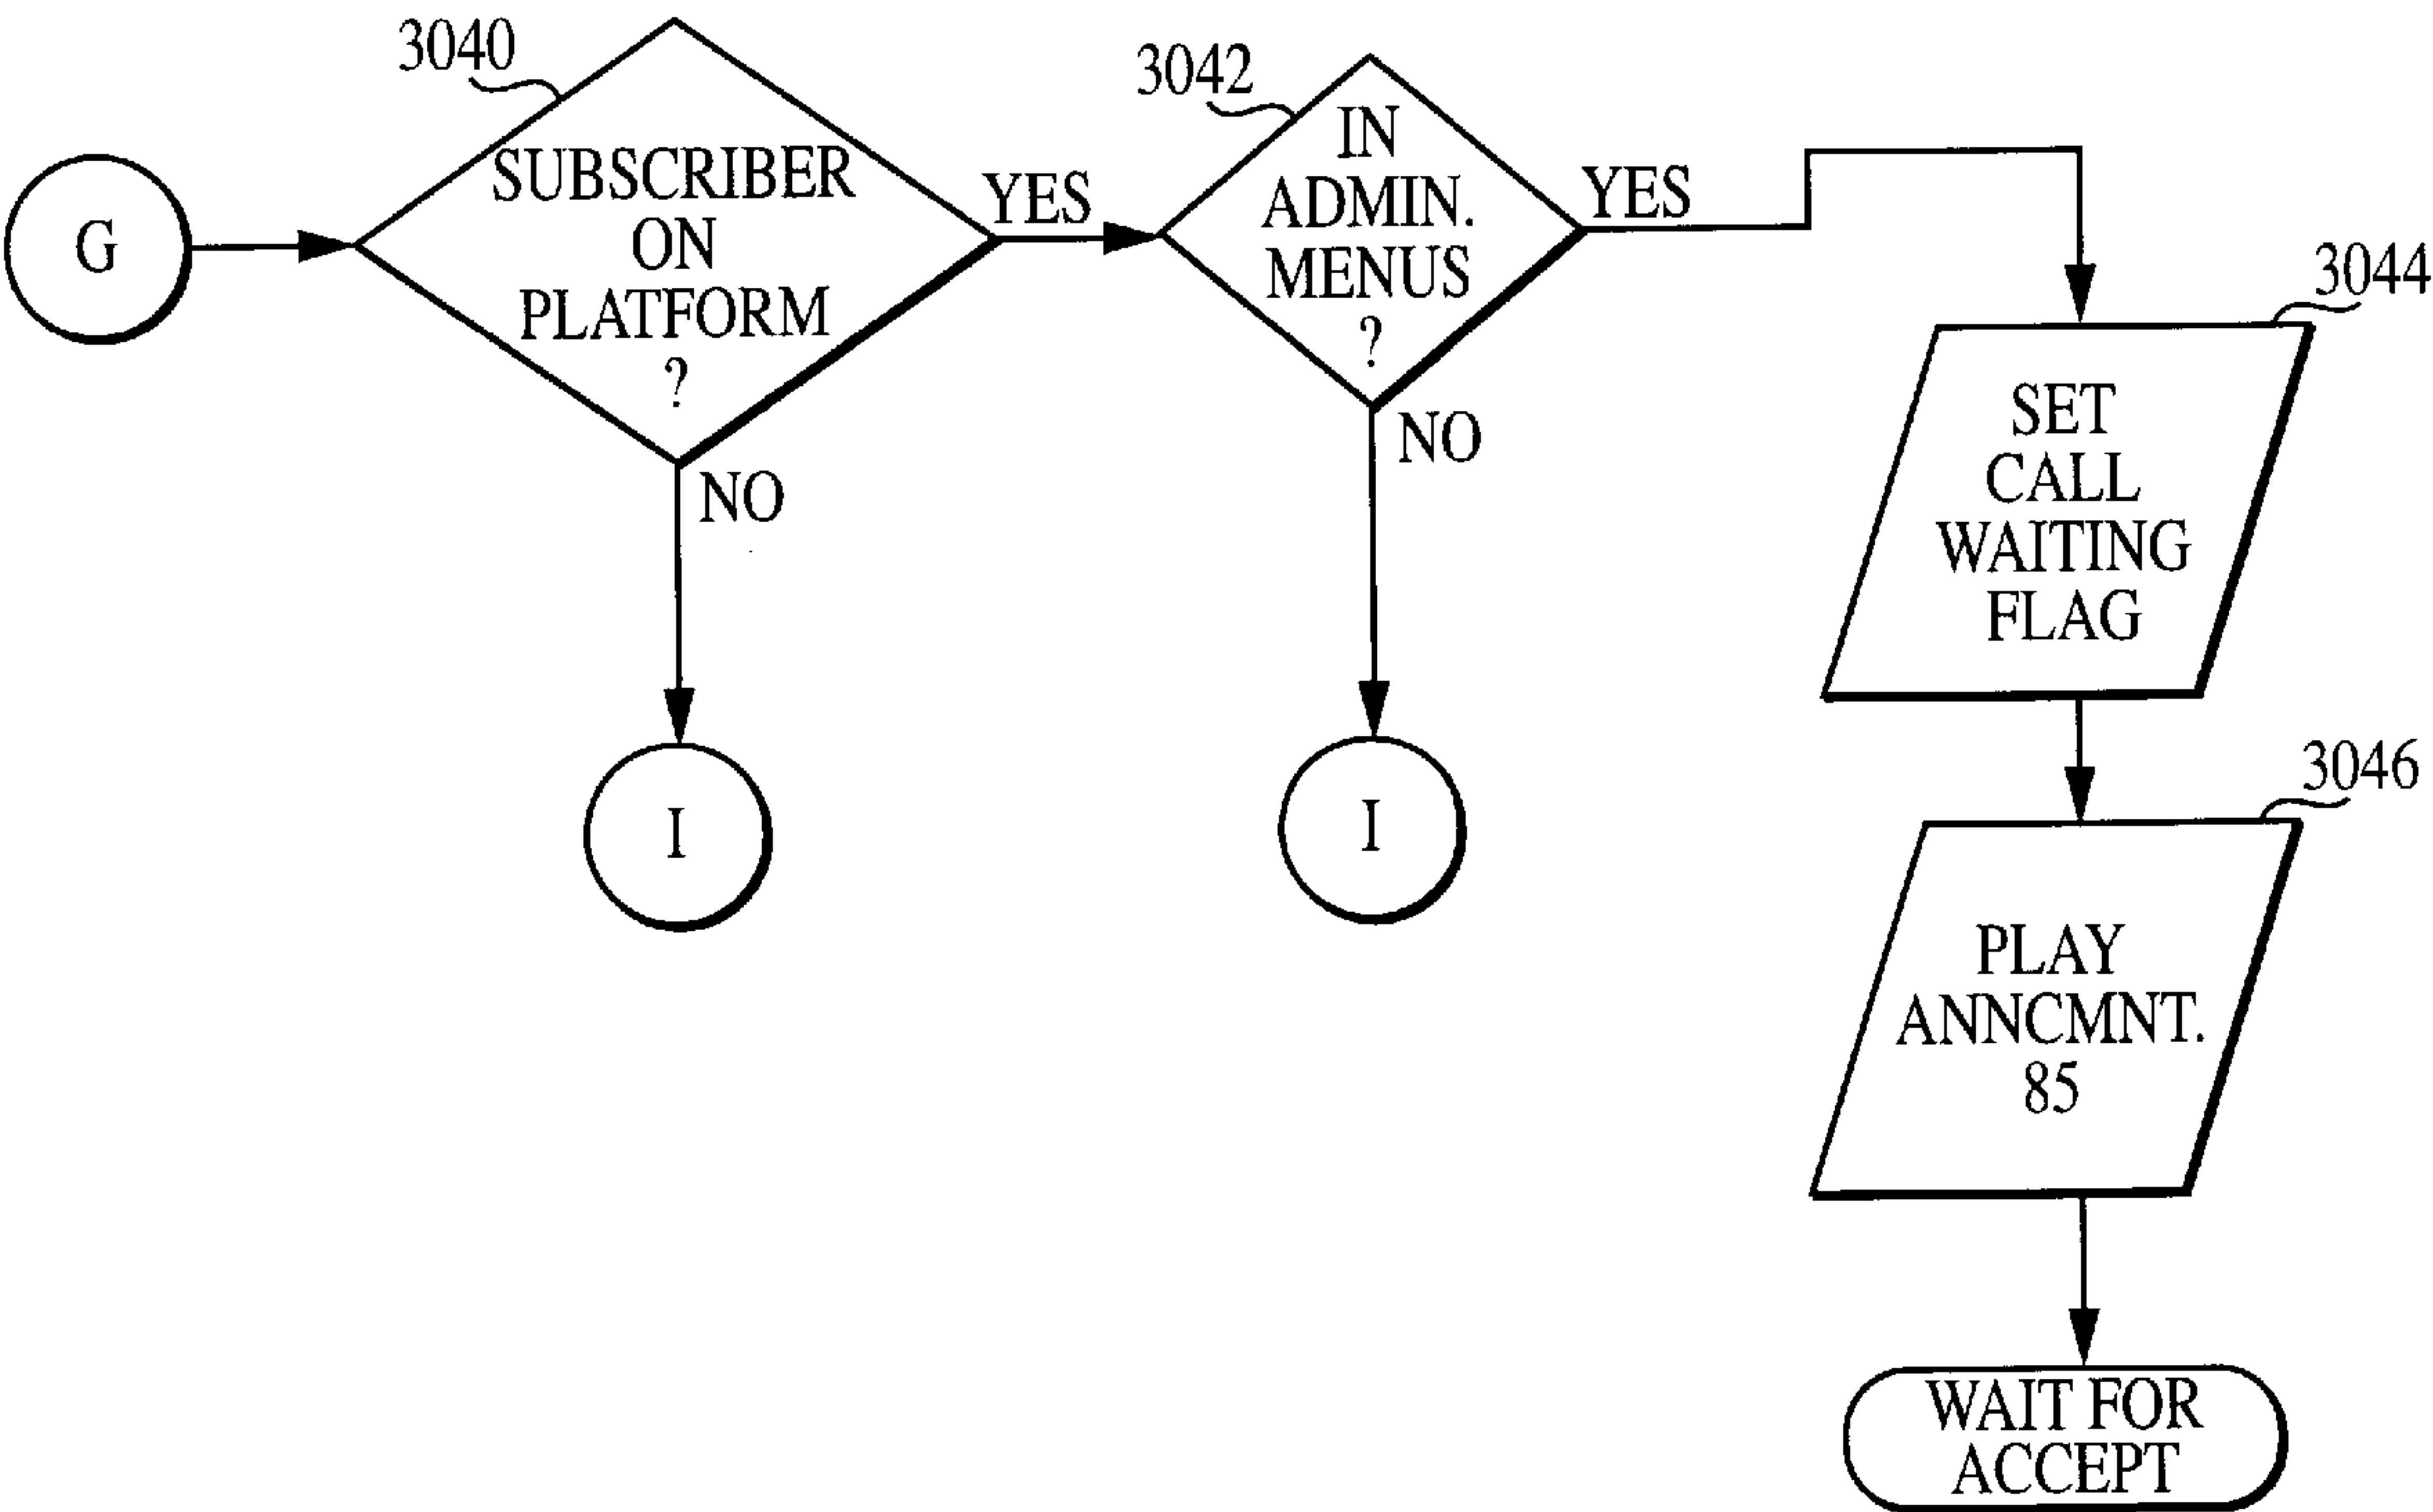 3040
G
SUBSCRIBER
ON
PLATFORM
?
YES
NO
I
3042
IN
ADMIN.
MENUS
?
YES
NO
I
3044
SET
CALL
WAITING
FLAG
3046
PLAY
ANNCMNT.
85
WAIT FOR
ACCEPT